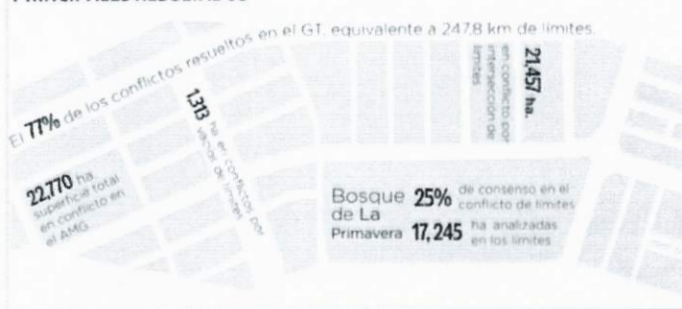 El 77% de los conflictos resueltos en el GT, equivalente a 247.8 km de límites.
22,770 ha
superficie total
en conflicto en
el AMG
1,313 ha en conflictos por
vacíos de límites
21,457 ha.
en conflicto por
intersección de
límites
Bosque
de La
Primavera
25% de consenso en el
conflicto de límites
17,245 ha analizadas
en los límites